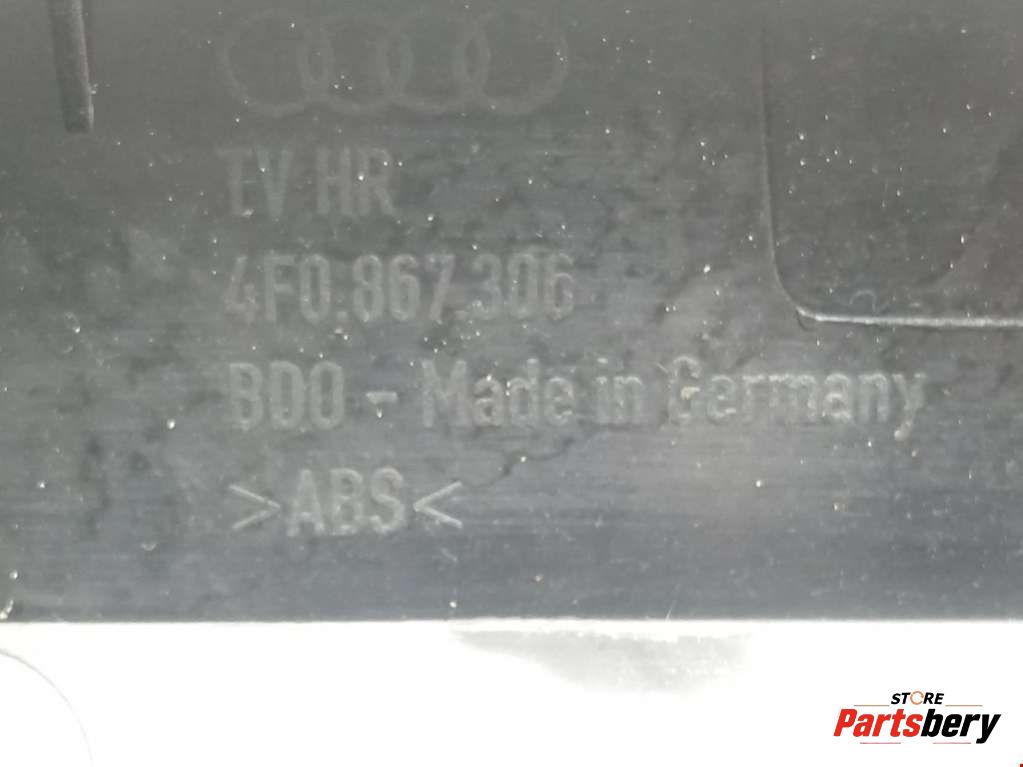 TV HR
4F0.867.306
BDO - Made in Germany
>ABS<
STORE
Partsbery